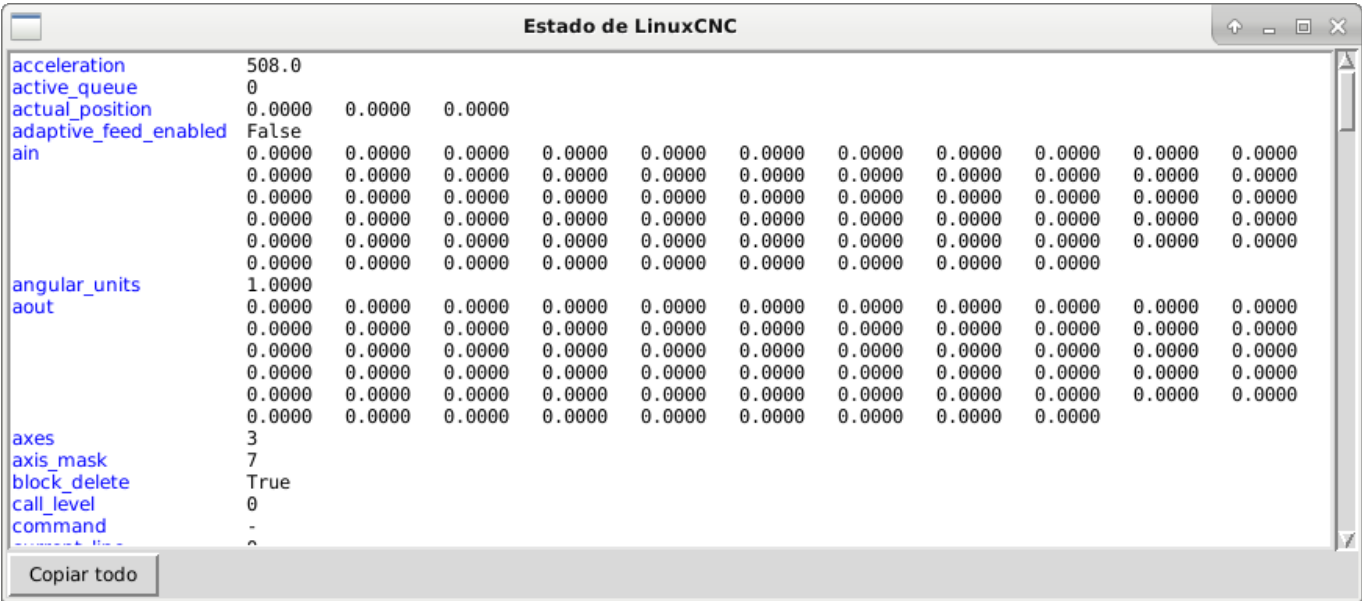 Estado de LinuxCNC
acceleration 508.0
active_queue 0
actual_position 0.0000 0.0000 0.0000
adaptive_feed_enabled False
ain 0.0000 0.0000 0.0000 0.0000 0.0000 0.0000 0.0000 0.0000 0.0000 0.0000 0.0000
0.0000 0.0000 0.0000 0.0000 0.0000 0.0000 0.0000 0.0000 0.0000 0.0000 0.0000
0.0000 0.0000 0.0000 0.0000 0.0000 0.0000 0.0000 0.0000 0.0000 0.0000 0.0000
0.0000 0.0000 0.0000 0.0000 0.0000 0.0000 0.0000 0.0000 0.0000 0.0000 0.0000
0.0000 0.0000 0.0000 0.0000 0.0000 0.0000 0.0000 0.0000 0.0000 0.0000 0.0000
0.0000 0.0000 0.0000 0.0000 0.0000 0.0000 0.0000 0.0000 0.0000
angular_units 1.0000
aout 0.0000 0.0000 0.0000 0.0000 0.0000 0.0000 0.0000 0.0000 0.0000 0.0000 0.0000
0.0000 0.0000 0.0000 0.0000 0.0000 0.0000 0.0000 0.0000 0.0000 0.0000 0.0000
0.0000 0.0000 0.0000 0.0000 0.0000 0.0000 0.0000 0.0000 0.0000 0.0000 0.0000
0.0000 0.0000 0.0000 0.0000 0.0000 0.0000 0.0000 0.0000 0.0000 0.0000 0.0000
0.0000 0.0000 0.0000 0.0000 0.0000 0.0000 0.0000 0.0000 0.0000 0.0000 0.0000
0.0000 0.0000 0.0000 0.0000 0.0000 0.0000 0.0000 0.0000 0.0000
axes 3
axis_mask 7
block_delete True
call_level 0
command -
Copiar todo